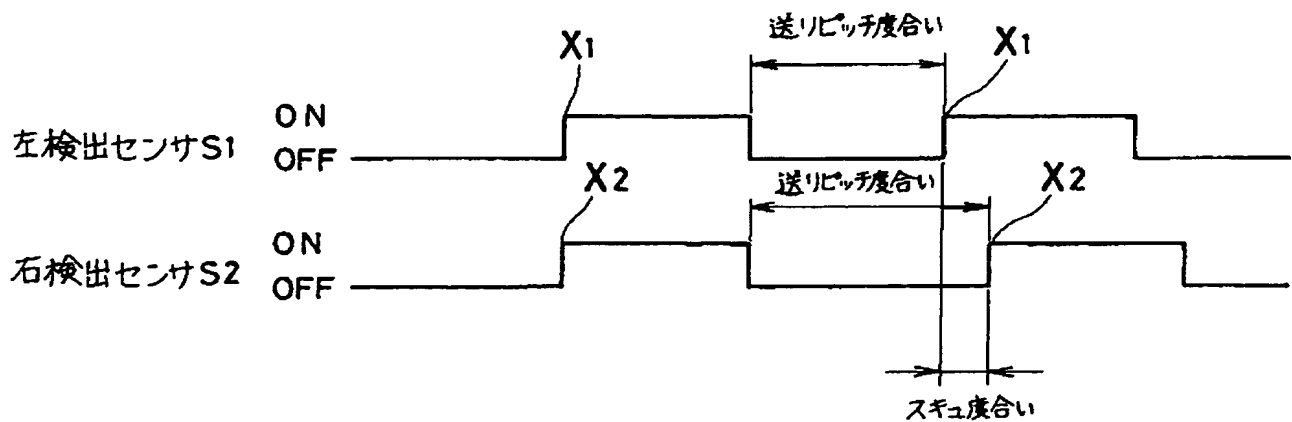 送りピッチ度合い
X1
X1
左検出センサS1
ON
OFF
送りピッチ度合い
X2
X2
右検出センサS2
ON
OFF
スキュ度合い